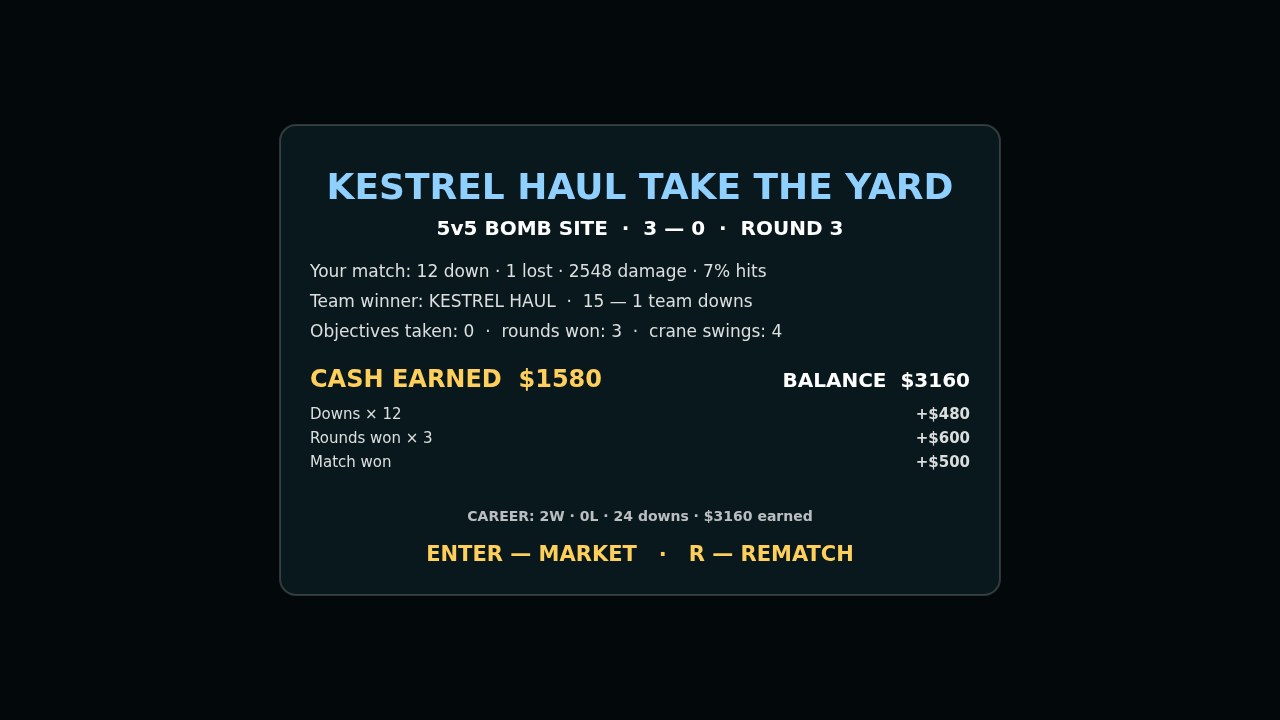 KESTREL HAUL TAKE THE YARD
5v5 BOMB SITE · 3 — 0 · ROUND 3
Your match: 12 down · 1 lost · 2548 damage · 7% hits
Team winner: KESTREL HAUL · 15 — 1 team downs
Objectives taken: 0 · rounds won: 3 · crane swings: 4
CASH EARNED $1580 BALANCE $3160
Downs × 12 +$480
Rounds won × 3 +$600
Match won +$500
CAREER: 2W · 0L · 24 downs · $3160 earned
ENTER — MARKET · R — REMATCH